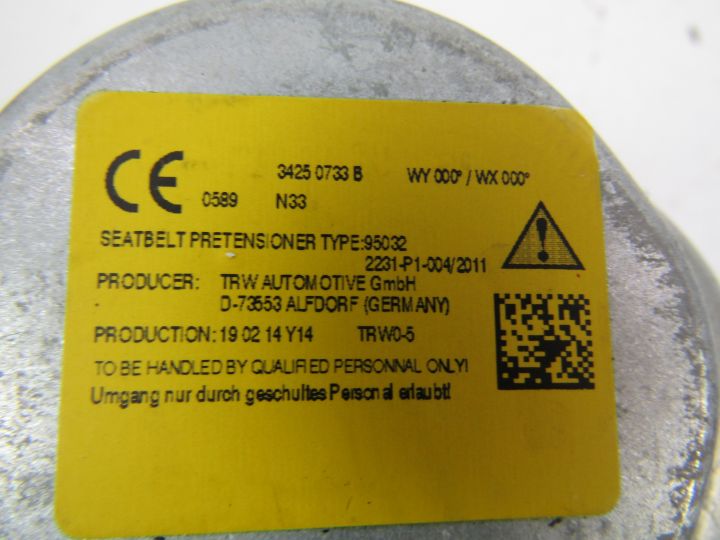 CE 0589 3425 0733 B WY 000° / WX 000°
N33
SEATBELT PRETENSIONER TYPE:95032
2231-P1-004/2011
PRODUCER: TRW AUTOMOTIVE GmbH
D-73553 ALFDORF (GERMANY)
PRODUCTION: 19 02 14 Y14 TRW0-5
TO BE HANDLED BY QUALIFIED PERSONNAL ONLY!
Umgang nur durch geschultes Personal erlaubt!